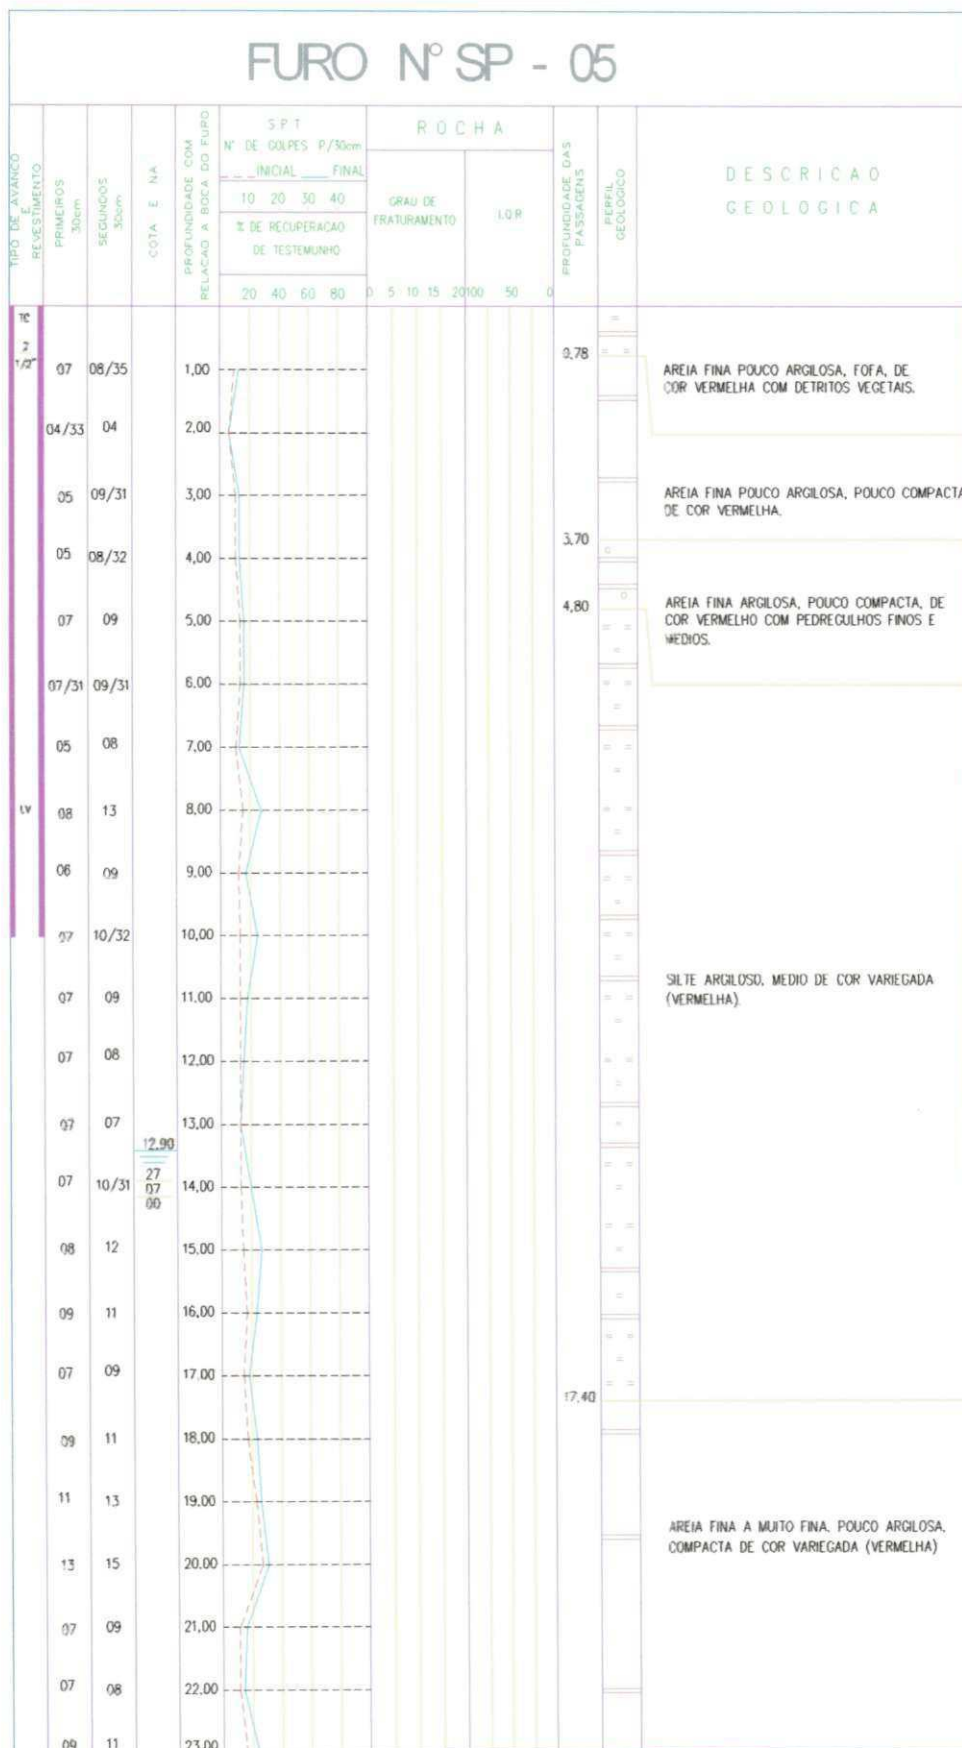 FURO N° SP - 05
TIPO DE AVANCO
E
REVESTIMENTO
PRIMEIROS
30cm
SEGUNDOS
30cm
COTA E NA
PROFUNDIDADE COM
RELACAO A BOCA DO FURO
S P T
N° DE GOLPES P/30cm
INICIAL FINAL
10 20 30 40
% DE RECUPERACAO
DE TESTEMUNHO
20 40 60 80
R O C H A
GRAU DE
FRATURAMENTO
0 5 10 15 20
I.Q.R
100 50 0
PROFUNDIDADE DAS
PASSAGENS
PERFIL
GEOLOGICO
D E S C R I C A O
G E O L O G I C A
TC
2
1/2"
0,78
07 08/35 1,00
AREIA FINA POUCO ARGILOSA, FOFA, DE
COR VERMELHA COM DETRITOS VEGETAIS.
04/33 04 2,00
05 09/31 3,00
AREIA FINA POUCO ARGILOSA, POUCO COMPACTA
DE COR VERMELHA.
3,70
05 08/32 4,00
4,80
07 09 5,00
AREIA FINA ARGILOSA, POUCO COMPACTA, DE
COR VERMELHO COM PEDREGULHOS FINOS E
MEDIOS.
07/31 09/31 6,00
05 08 7,00
LV 08 13 8,00
06 09 9,00
07 10/32 10,00
SILTE ARGILOSO, MEDIO DE COR VARIEGADA
(VERMELHA)
07 09 11,00
07 08 12,00
07 07 13,00
12.90
27
07
00
07 10/31 14,00
08 12 15,00
09 11 16,00
07 09 17,00
17,40
09 11 18,00
11 13 19,00
AREIA FINA A MUITO FINA, POUCO ARGILOSA,
COMPACTA DE COR VARIEGADA (VERMELHA)
13 15 20.00
07 09 21,00
07 08 22.00
09 11 23,00